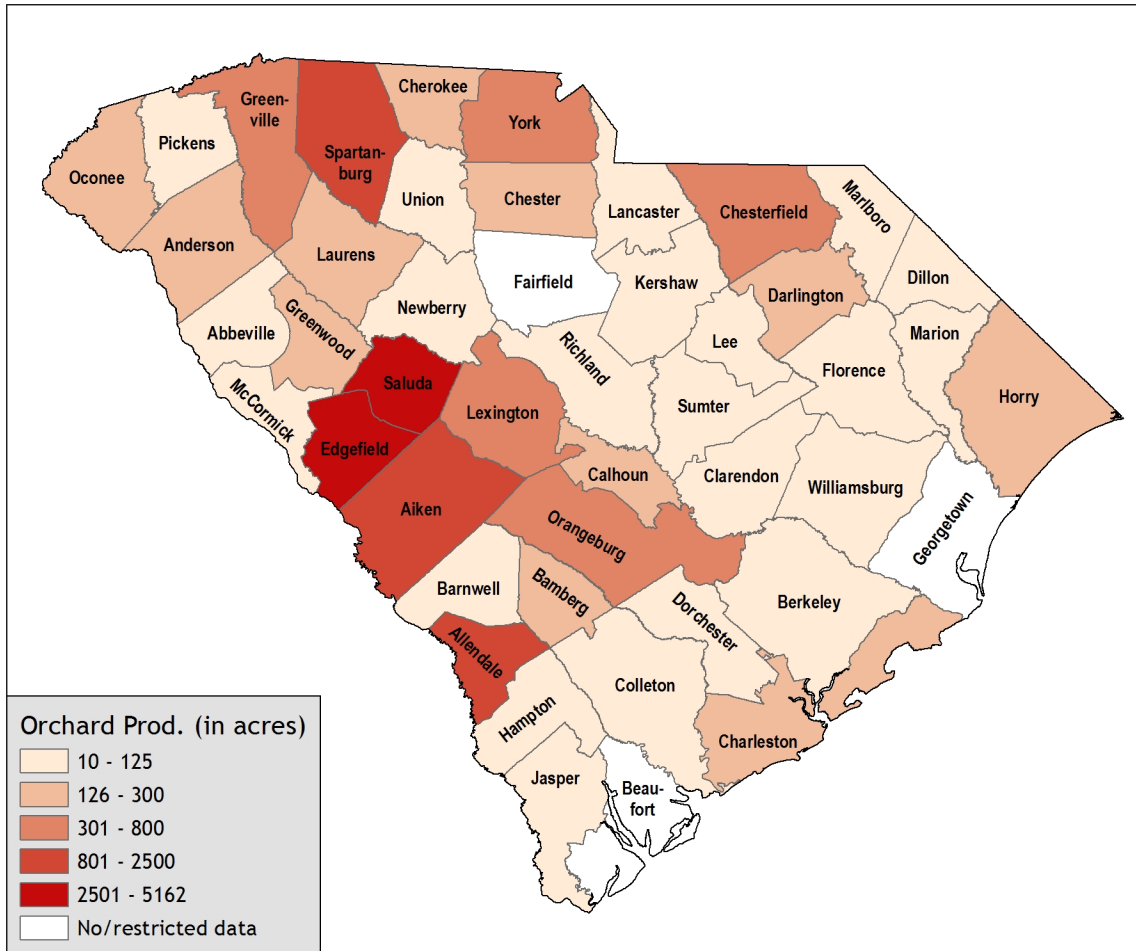 Cherokee
Green-
ville
York
Pickens
Spartan-
burg
Oconee
Union
Chester
Lancaster
Chesterfield
Marlboro
Anderson
Laurens
Fairfield
Kershaw
Darlington
Dillon
Newberry
Abbeville
Greenwood
Lee
Marion
Richland
Florence
Saluda
Horry
McCormick
Lexington
Sumter
Edgefield
Calhoun
Clarendon
Williamsburg
Aiken
Orangeburg
Georgetown
Barnwell
Bamberg
Berkeley
Dorchester
Allendale
Colleton
Hampton
Charleston
Jasper
Beau-
fort
Orchard Prod. (in acres)
10 - 125
126 - 300
301 - 800
801 - 2500
2501 - 5162
No/restricted data